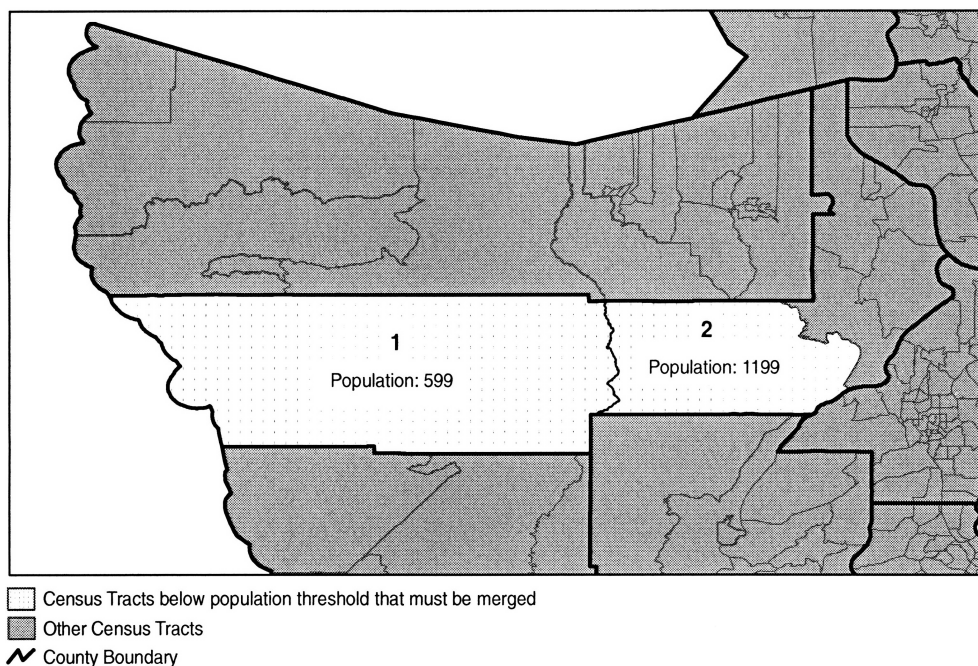 1
Population: 599
2
Population: 1199
Census Tracts below population threshold that must be merged
Other Census Tracts
County Boundary